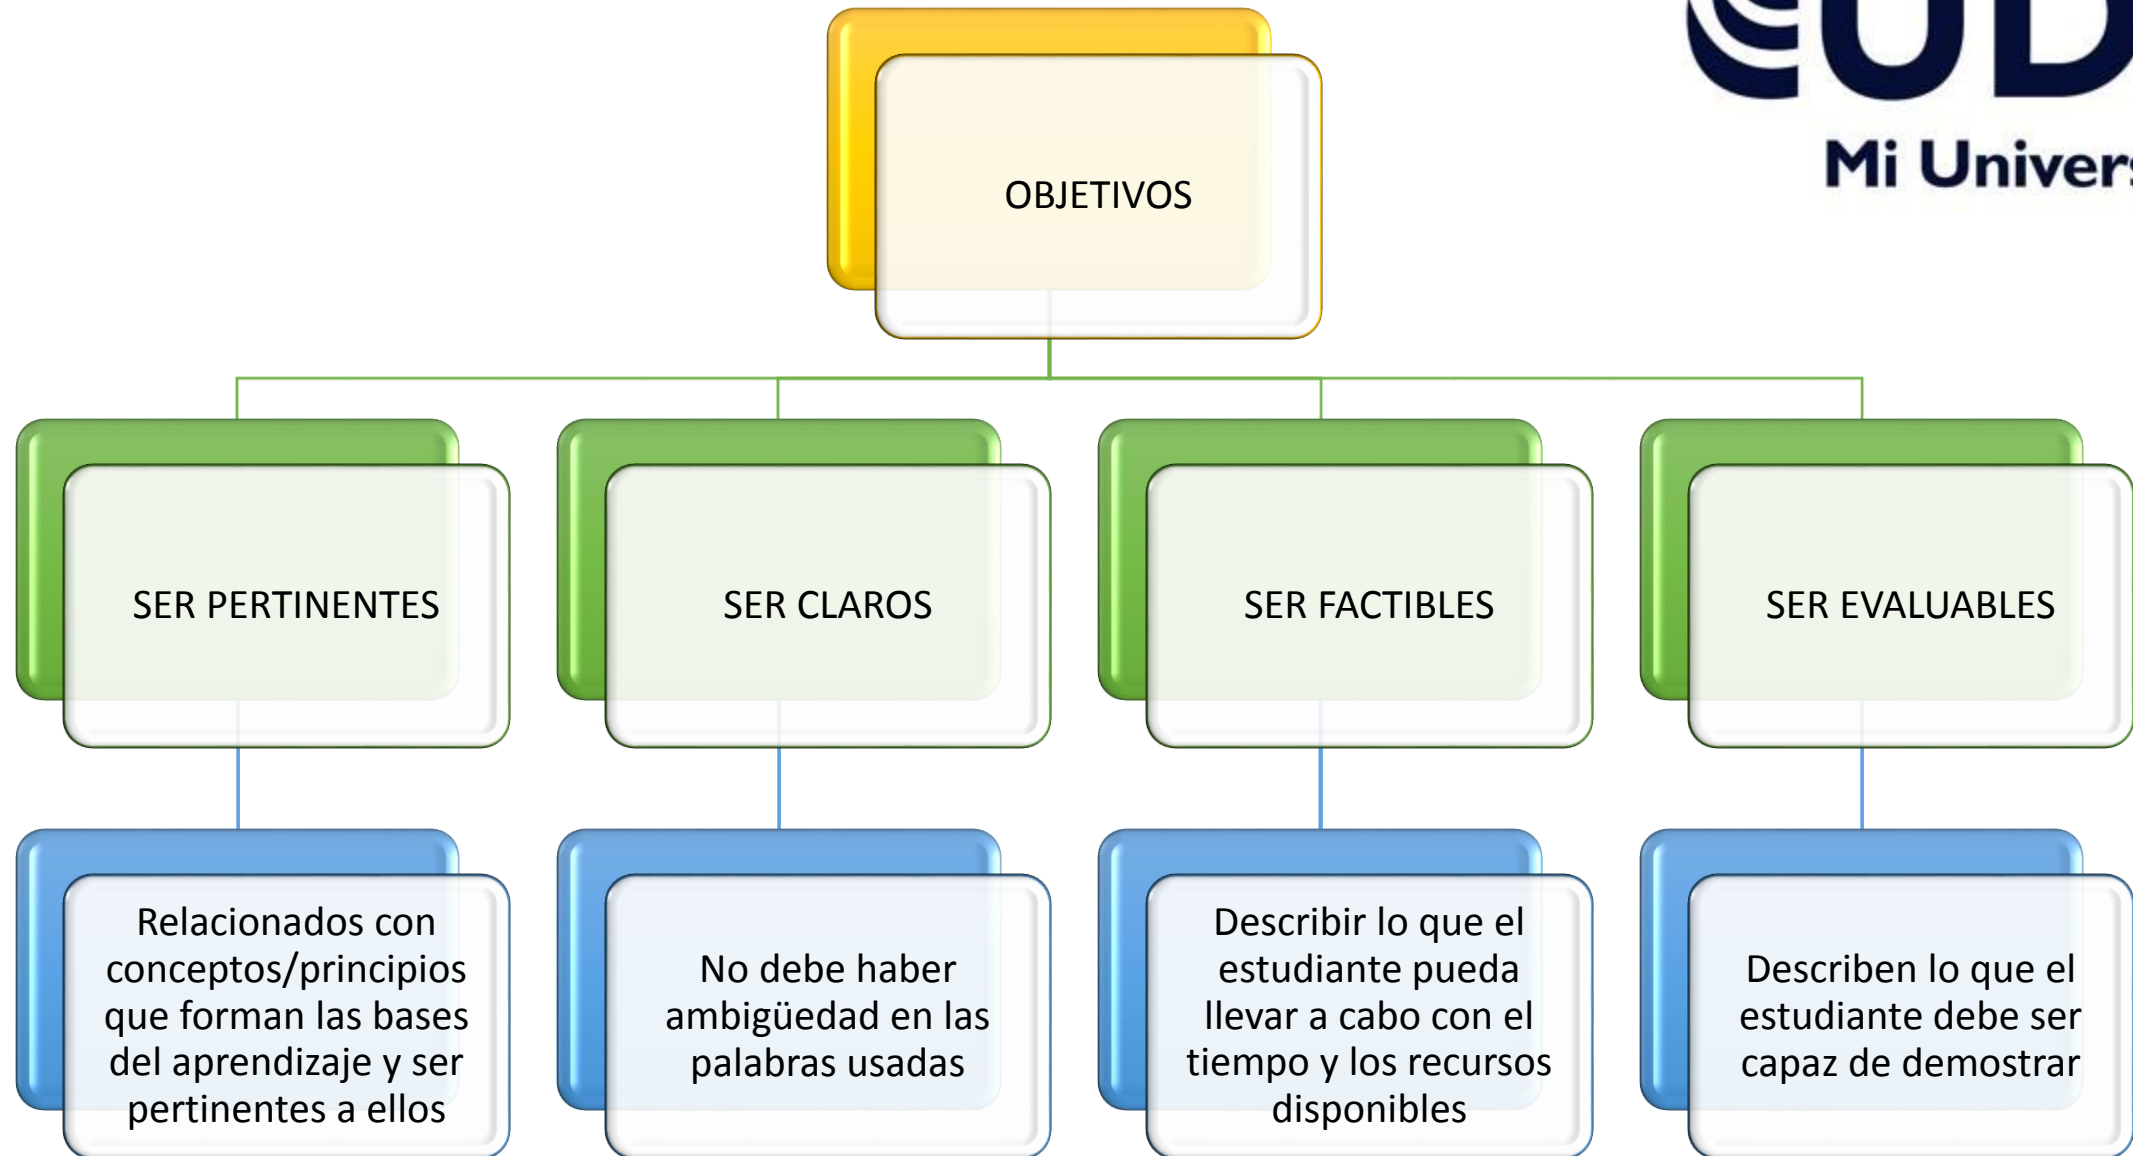 UD
Mi Univers
OBJETIVOS
SER PERTINENTES
SER CLAROS
SER FACTIBLES
SER EVALUABLES
Relacionados con
conceptos/principios
que forman las bases
del aprendizaje y ser
pertinentes a ellos
No debe haber
ambigüedad en las
palabras usadas
Describir lo que el
estudiante pueda
llevar a cabo con el
tiempo y los recursos
disponibles
Describen lo que el
estudiante debe ser
capaz de demostrar